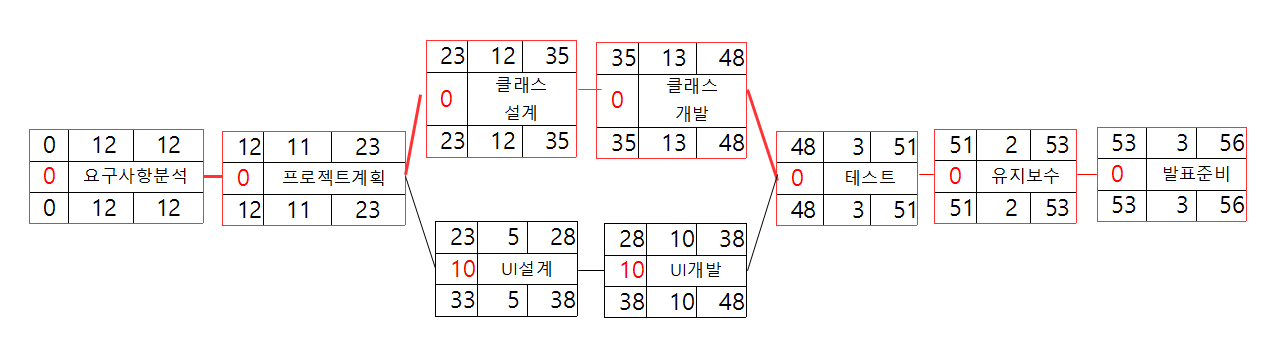 0 12 12
0 요구사항분석
0 12 12
12 11 23
0 프로젝트계획
12 11 23
23 12 35
0 클래스
설계
23 12 35
35 13 48
0 클래스
개발
35 13 48
23 5 28
10 UI설계
33 5 38
28 10 38
10 UI개발
38 10 48
48 3 51
0 테스트
48 3 51
51 2 53
0 유지보수
51 2 53
53 3 56
0 발표준비
53 3 56